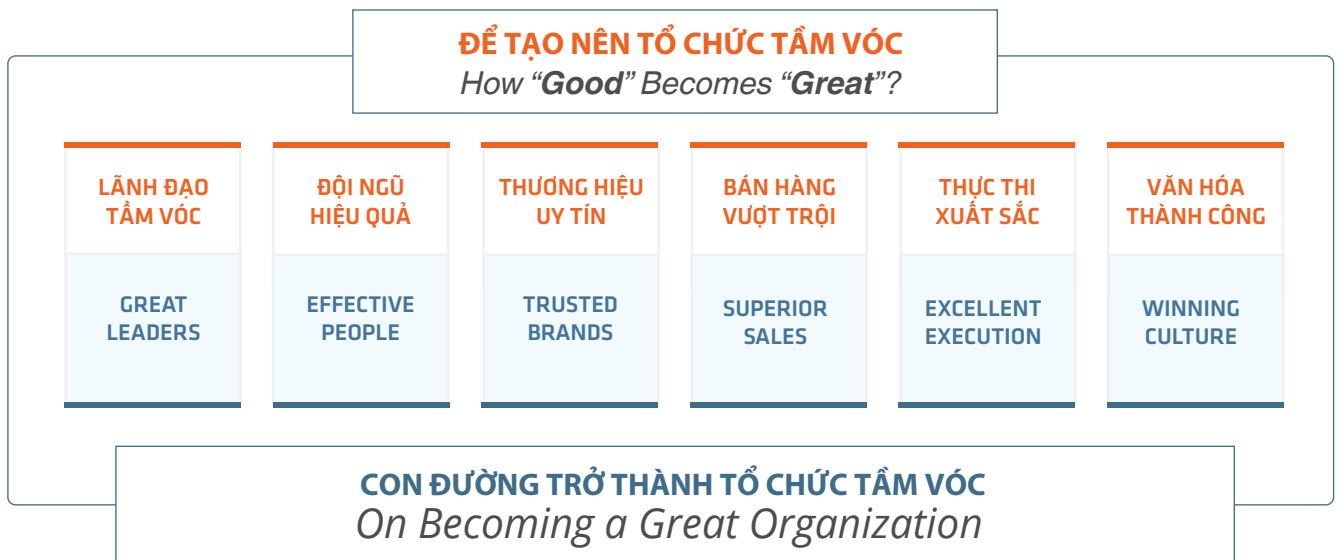 ĐỂ TẠO NÊN TỔ CHỨC TẦM VÓC
How “Good” Becomes “Great”?
LÃNH ĐẠO
TẦM VÓC
GREAT
LEADERS
ĐỘI NGŨ
HIỆU QUẢ
EFFECTIVE
PEOPLE
THƯƠNG HIỆU
UY TÍN
TRUSTED
BRANDS
BÁN HÀNG
VƯỢT TRỘI
SUPERIOR
SALES
THỰC THI
XUẤT SẮC
EXCELLENT
EXECUTION
VĂN HÓA
THÀNH CÔNG
WINNING
CULTURE
CON ĐƯỜNG TRỞ THÀNH TỔ CHỨC TẦM VÓC
On Becoming a Great Organization